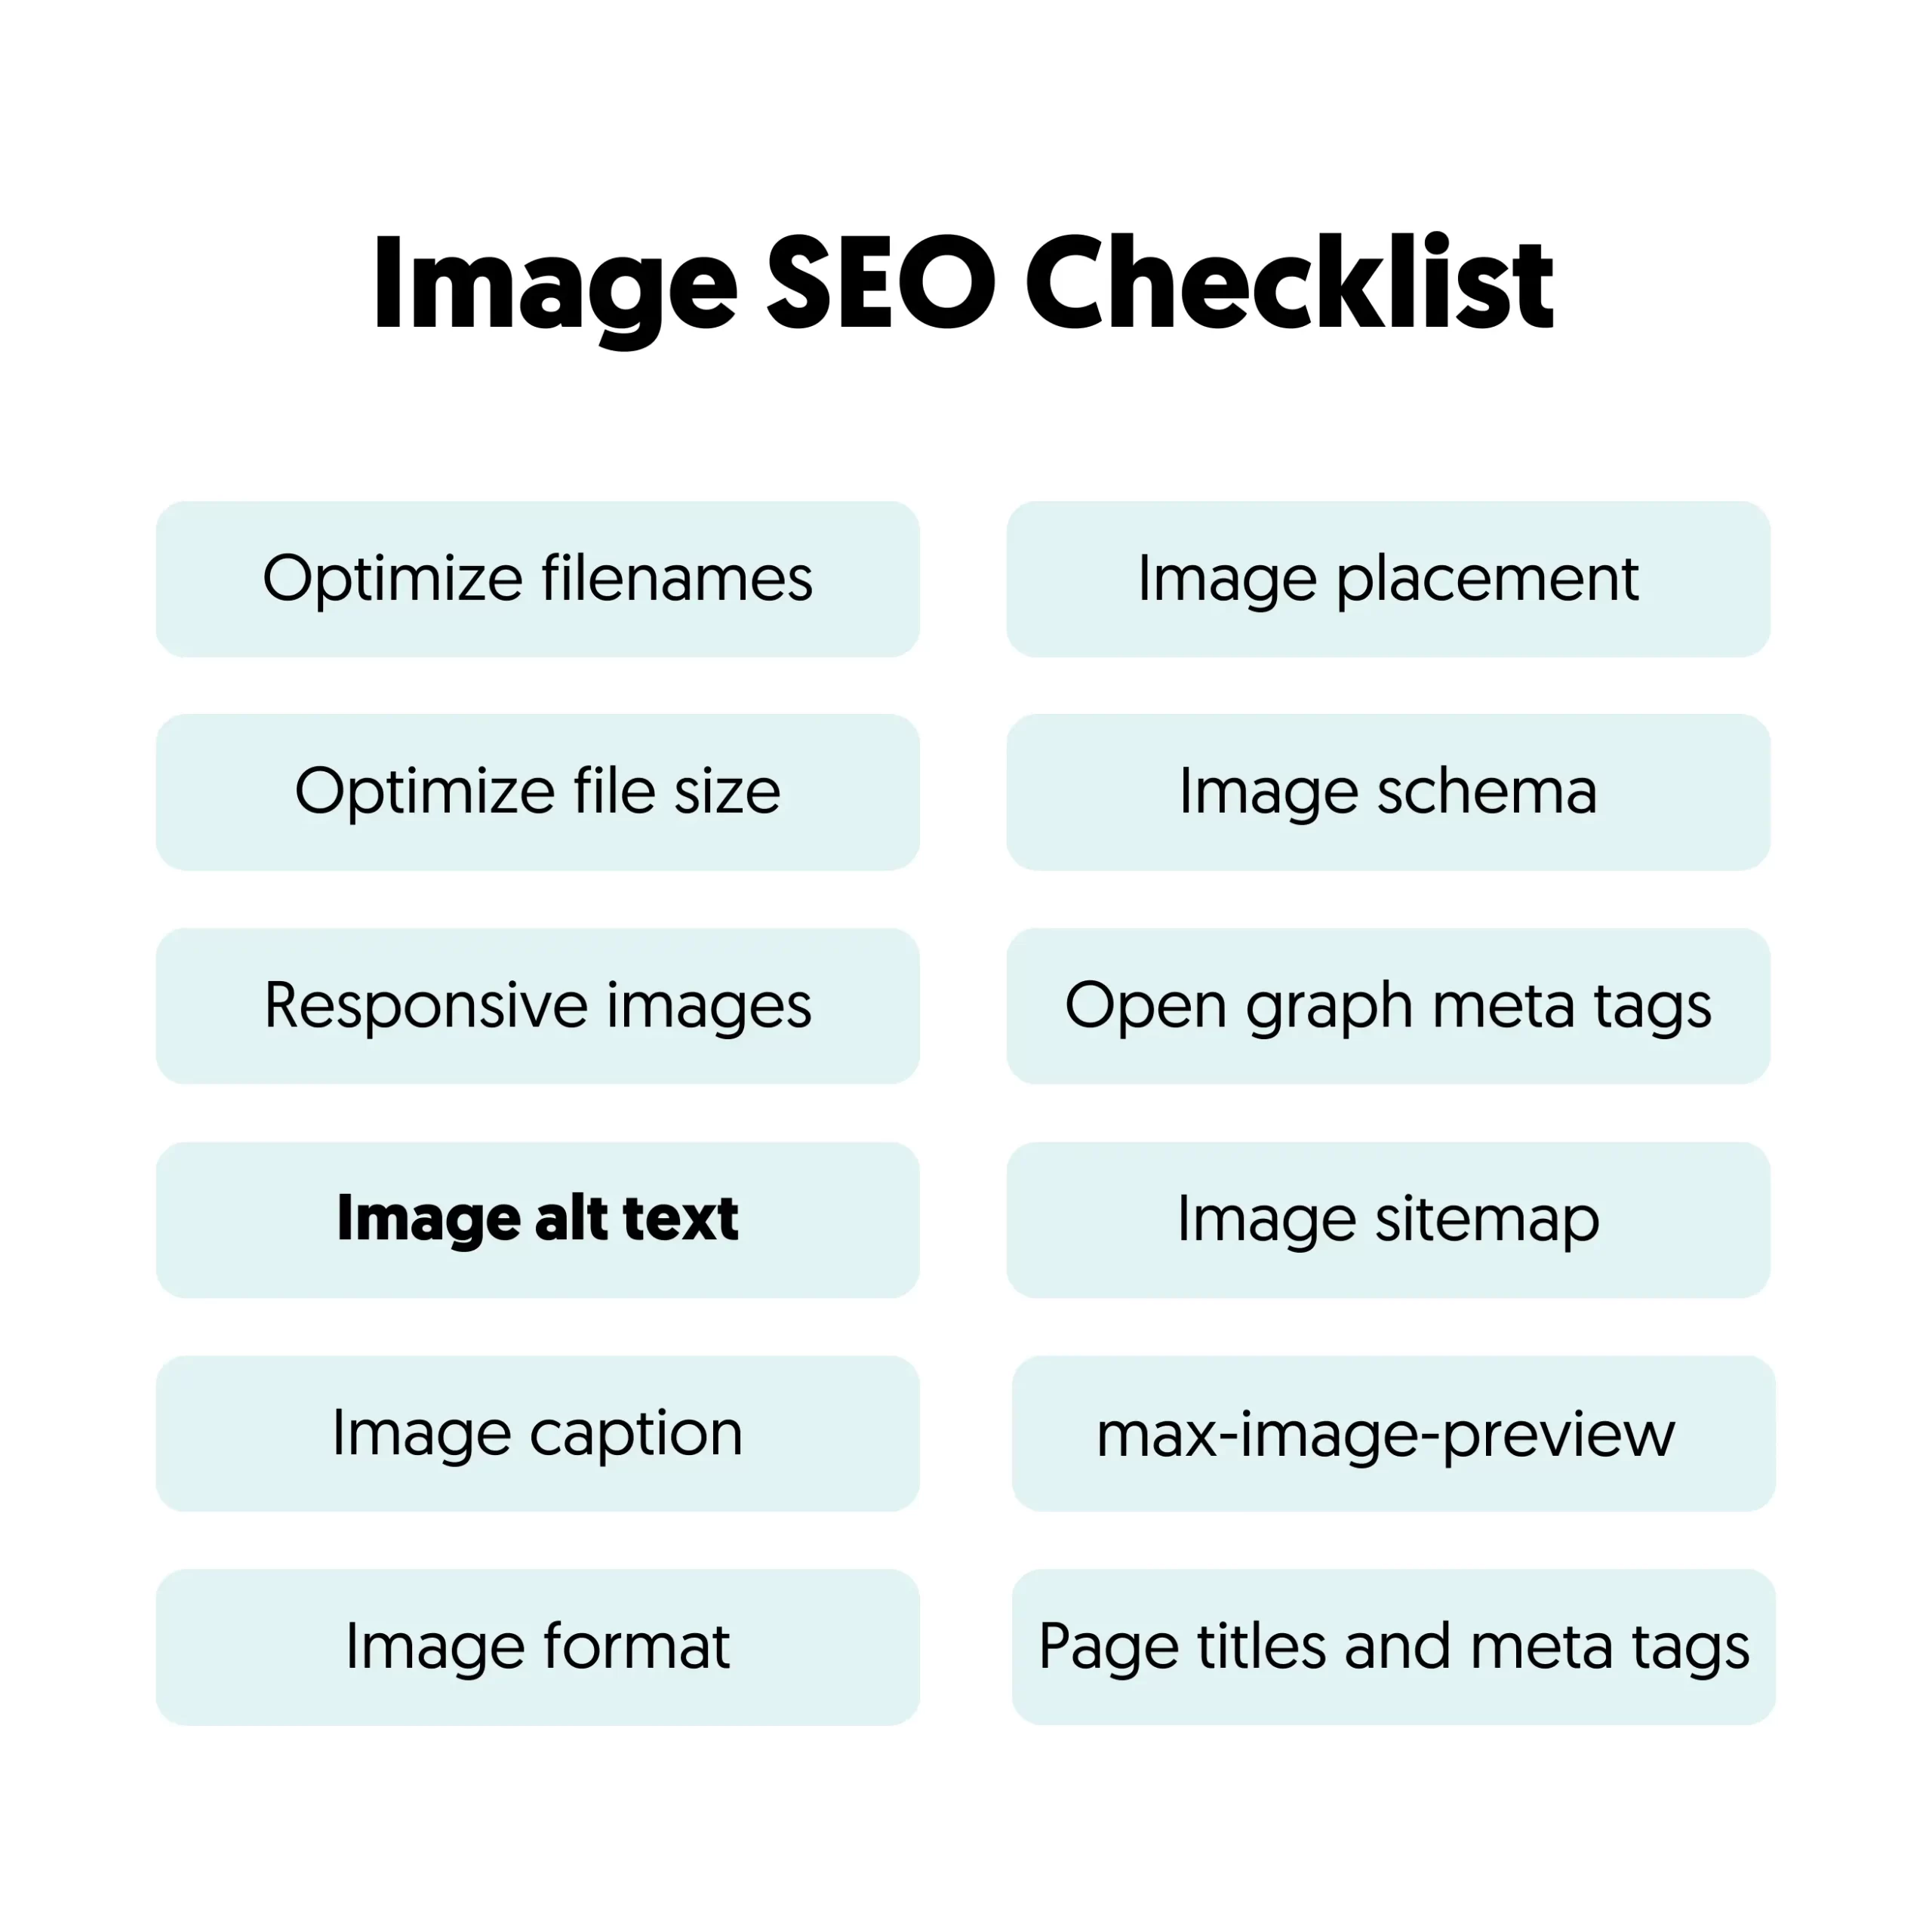 Image SEO Checklist
Optimize filenames
Image placement
Optimize file size
Image schema
Responsive images
Open graph meta tags
Image alt text
Image sitemap
Image caption
max-image-preview
Image format
Page titles and meta tags